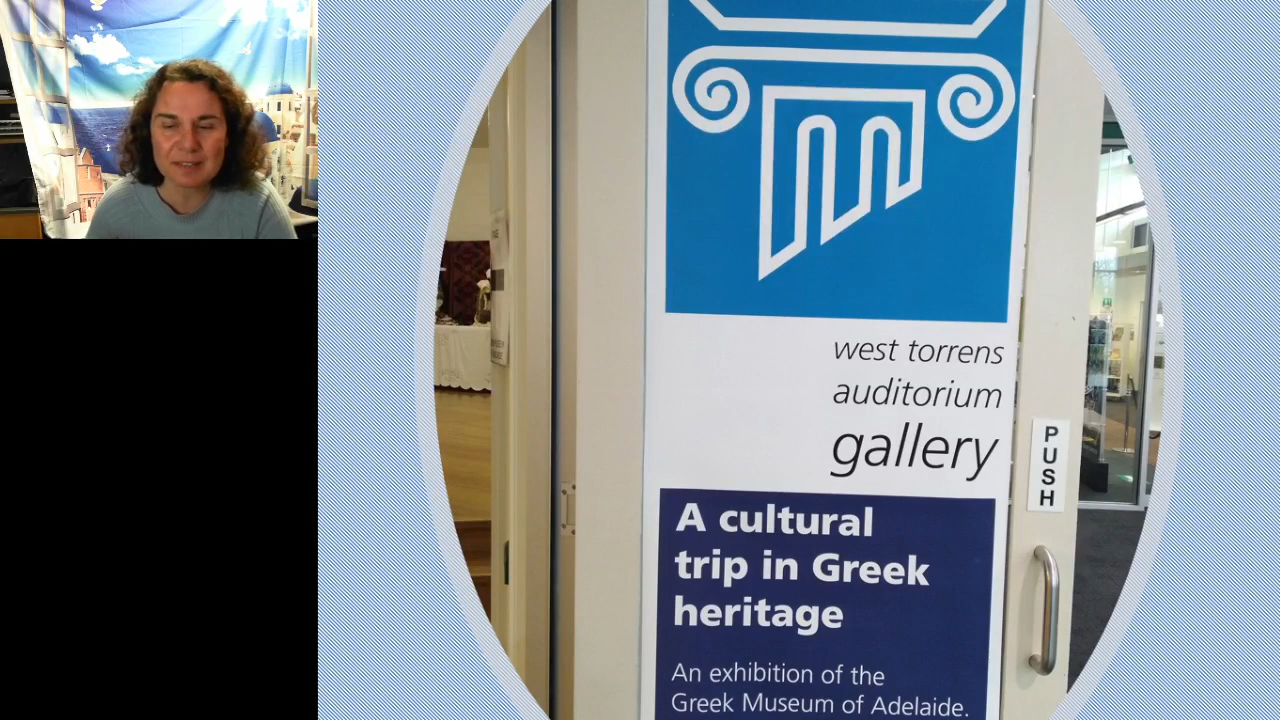 west torrens
auditorium
gallery
PUSH
A cultural
trip in Greek
heritage
An exhibition of the
Greek Museum of Adelaide.